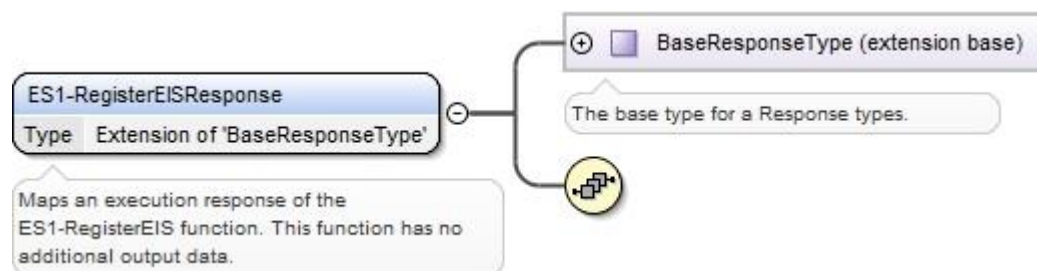 BaseResponseType (extension base)
The base type for a Response types.
ES1-RegisterEISResponse
Type Extension of 'BaseResponseType'
Maps an execution response of the
ES1-RegisterEIS function. This function has no
additional output data.